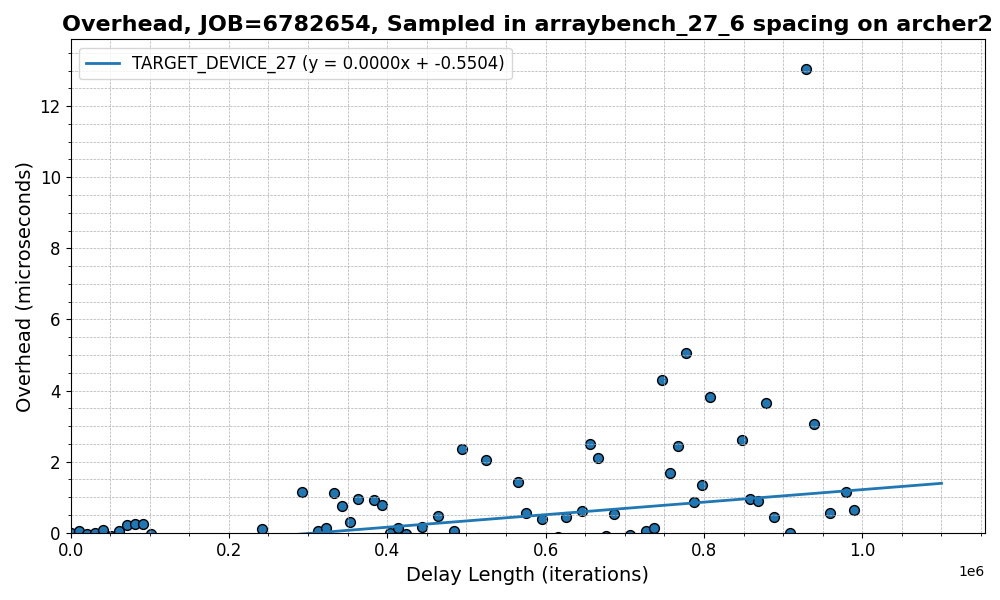 Overhead, JOB=6782654, Sampled in arraybench_27_6 spacing on archer2
TARGET_DEVICE_27 (y = 0.0000x + -0.5504)
Overhead (microseconds)
12
10
8
6
4
2
0
0.0 0.2 0.4 0.6 0.8 1.0
1e6
Delay Length (iterations)